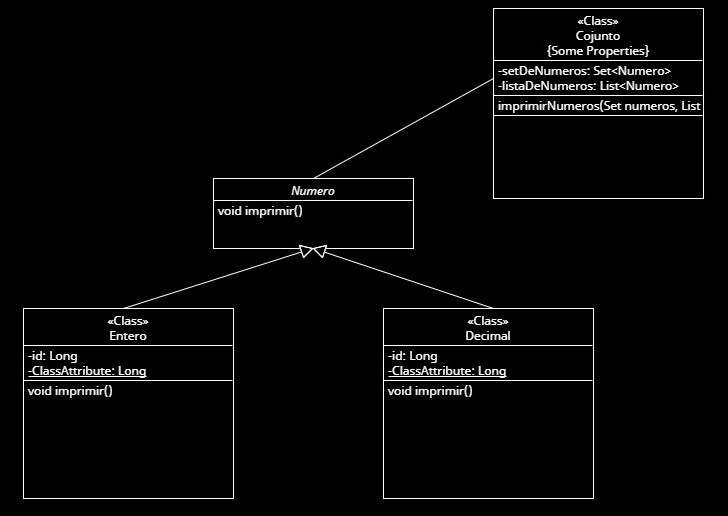 «Class»
Cojunto
{Some Properties}
-setDeNumeros: Set<Numero>
-listaDeNumeros: List<Numero>
imprimirNumeros(Set numeros, List
Numero
void imprimir()
«Class»
Entero
-id: Long
-ClassAttribute: Long
void imprimir()
«Class»
Decimal
-id: Long
-ClassAttribute: Long
void imprimir()